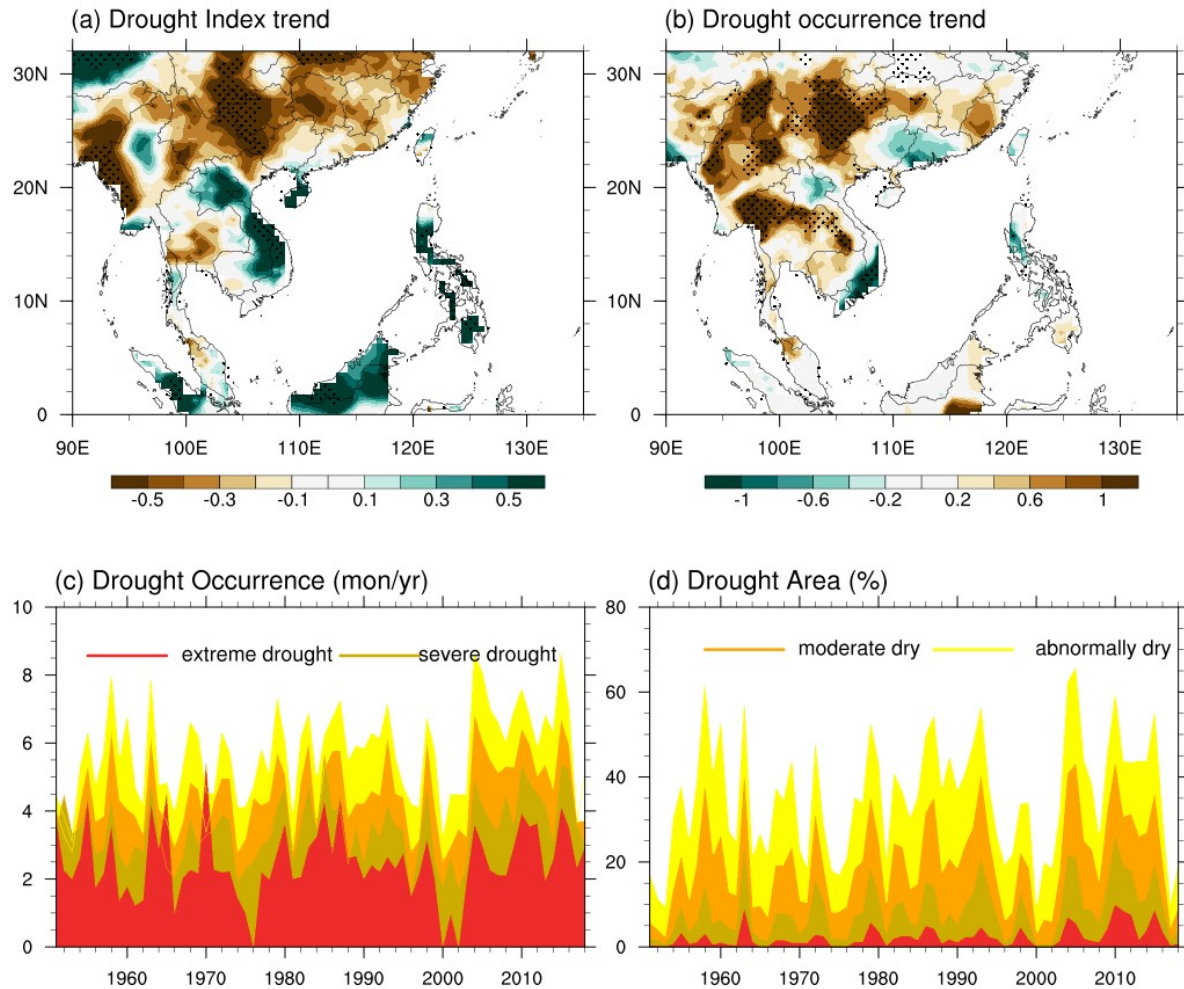 (a) Drought Index trend
(b) Drought occurrence trend
30N
20N
10N
0
90E 100E 110E 120E 130E
-0.5 -0.3 -0.1 0.1 0.3 0.5
30N
20N
10N
0
90E 100E 110E 120E 130E
-1 -0.6 -0.2 0.2 0.6 1
(c) Drought Occurrence (mon/yr)
10
8
6
4
2
0
extreme drought severe drought
1960 1970 1980 1990 2000 2010
(d) Drought Area (%)
80
60
40
20
0
moderate dry abnormally dry
1960 1970 1980 1990 2000 2010